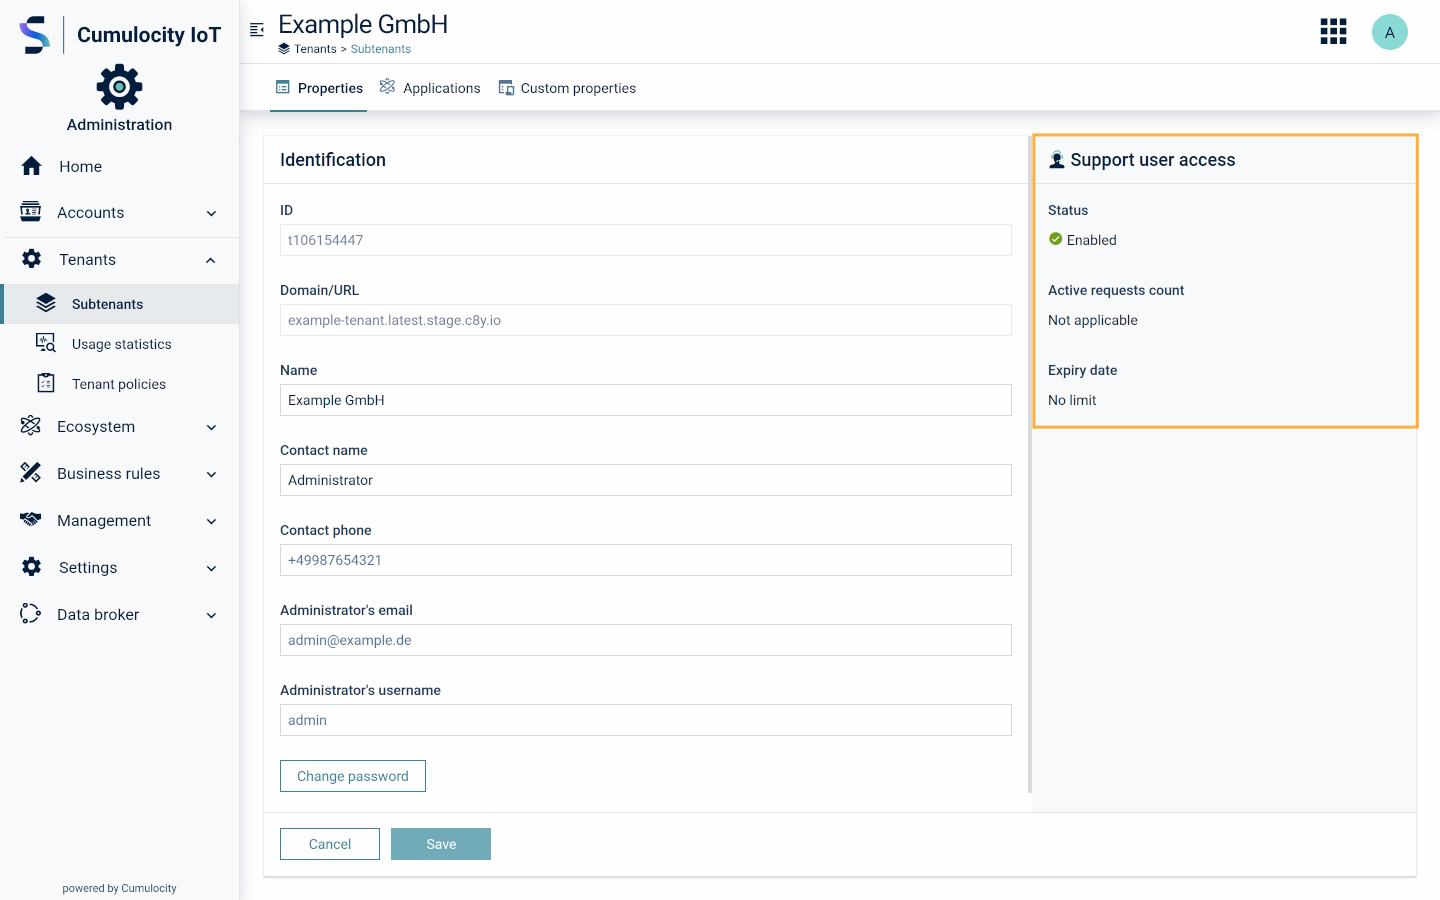 Cumulocity IoT
Administration
Home
Accounts
Tenants
Subtenants
Usage statistics
Tenant policies
Ecosystem
Business rules
Management
Settings
Data broker
powered by Cumulocity
Example GmbH
Tenants > Subtenants
A
Properties
Applications
Custom properties
Identification
ID
t106154447
Domain/URL
example-tenant.latest.stage.c8y.io
Name
Example GmbH
Contact name
Administrator
Contact phone
+49987654321
Administrator's email
admin@example.de
Administrator's username
admin
Change password
Cancel
Save
Support user access
Status
Enabled
Active requests count
Not applicable
Expiry date
No limit